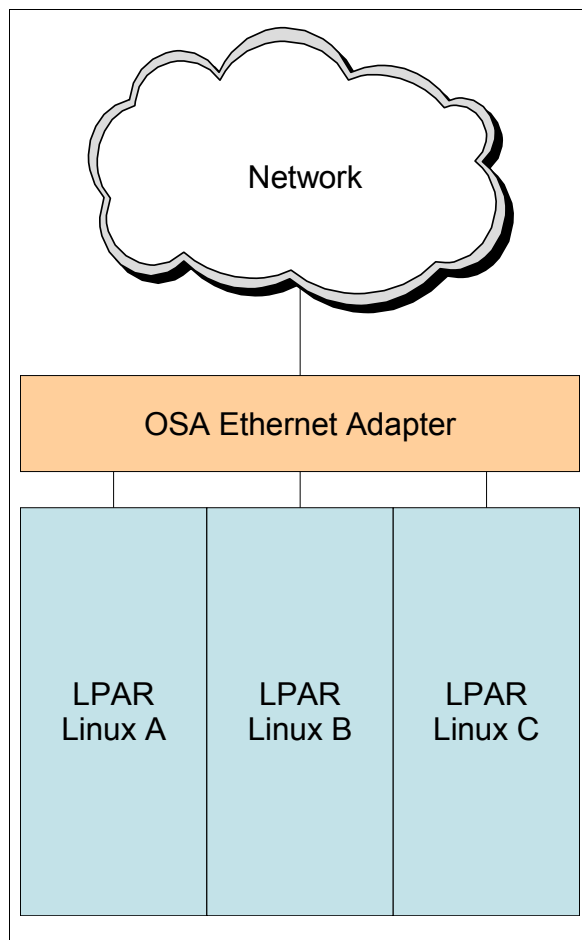 Network
OSA Ethernet Adapter
LPAR
Linux A
LPAR
Linux B
LPAR
Linux C